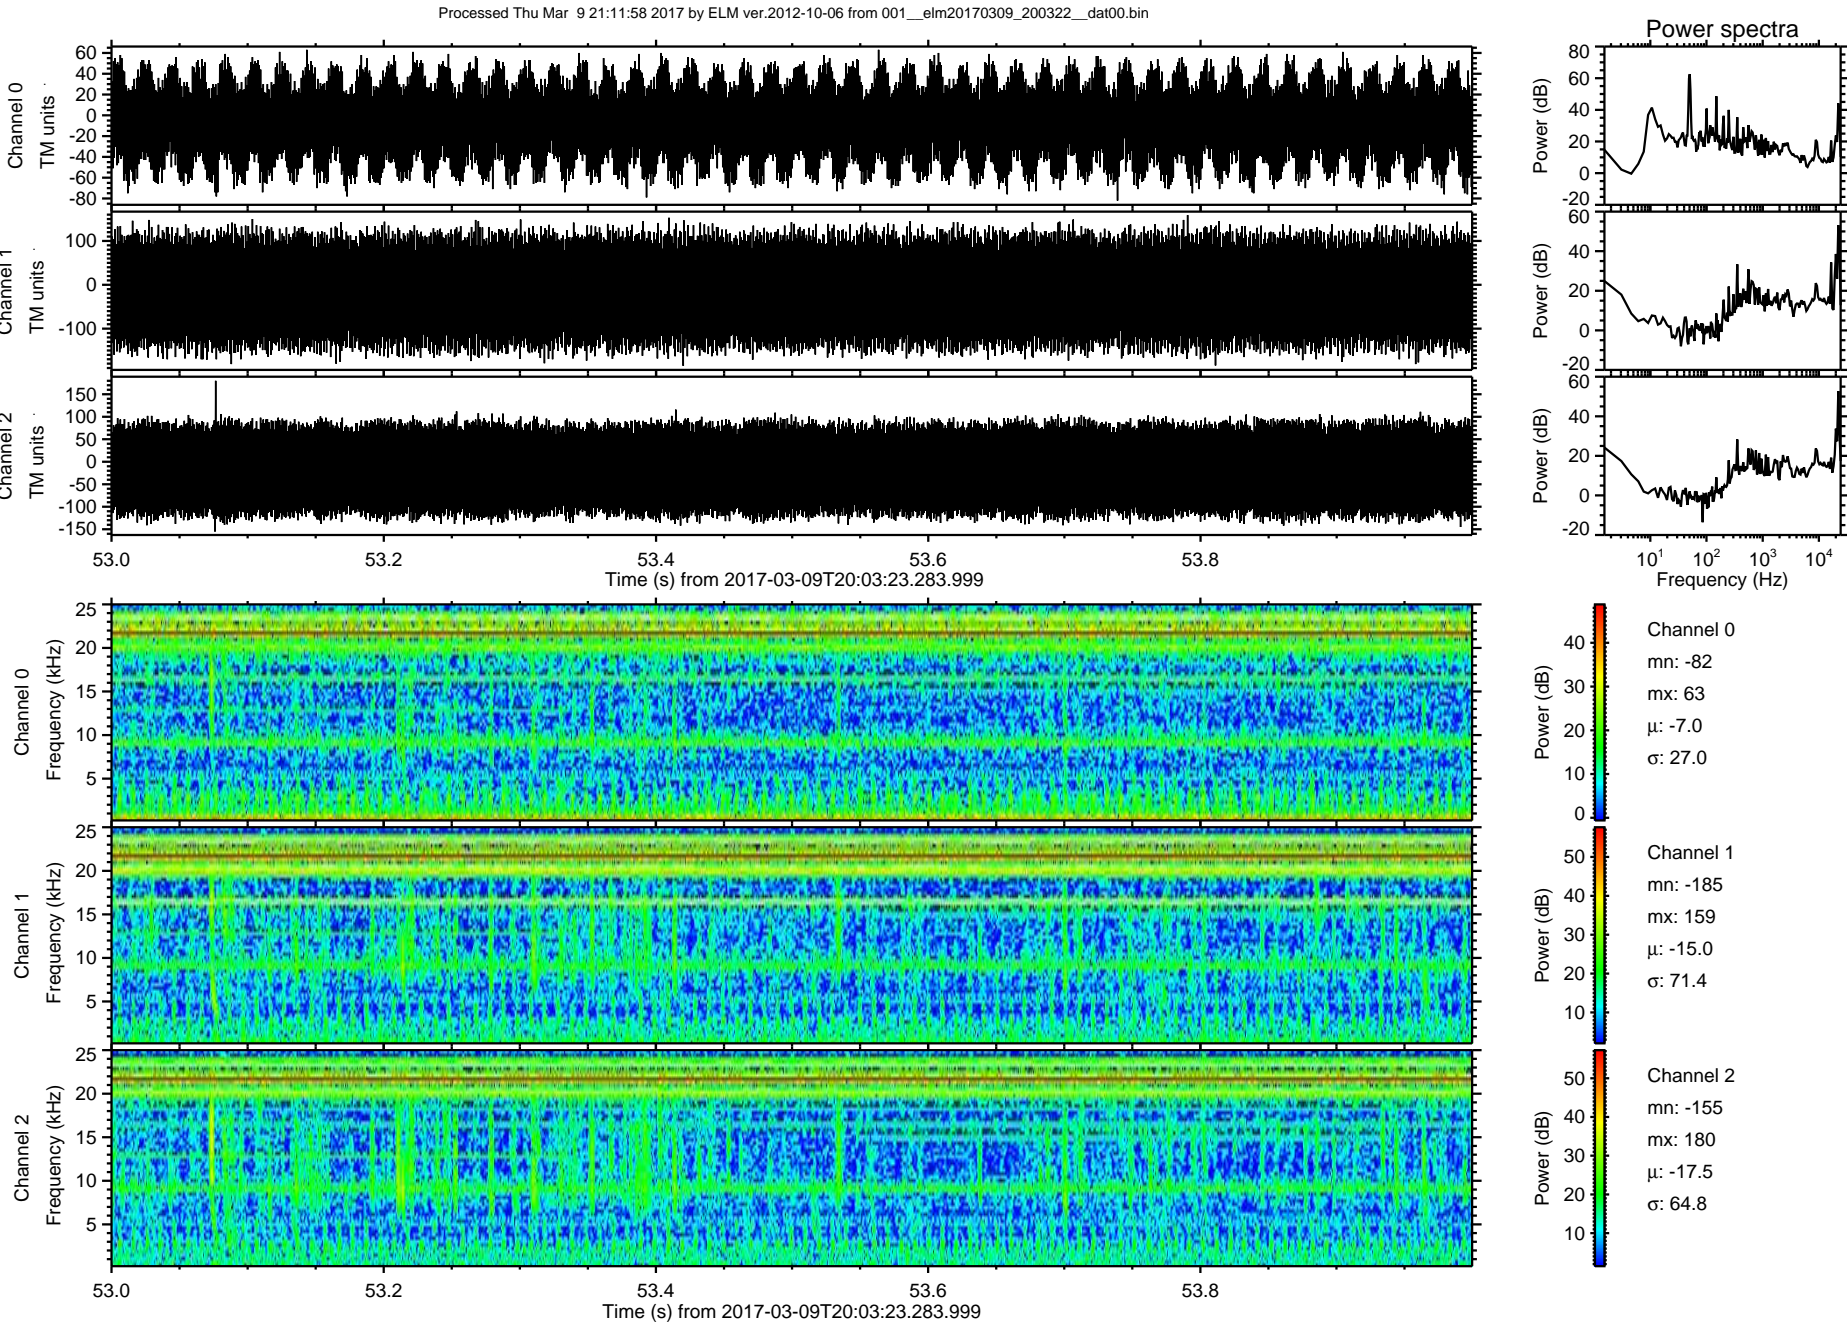 Processed Thu Mar 9 21:11:58 2017 by ELM ver.2012-10-06 from 001__elm20170309_200322__dat00.bin
Power spectra
Channel 0
TM units
60
40
20
0
-20
-40
-60
-80
Power (dB)
80
60
40
20
0
-20
Channel 1
TM units
100
0
-100
Power (dB)
60
40
20
0
-20
Channel 2
TM units
150
100
50
0
-50
-100
-150
Power (dB)
60
40
20
0
-20
53.0 53.2 53.4 53.6 53.8
Time (s) from 2017-03-09T20:03:23.283.999
10^1 10^2 10^3 10^4
Frequency (Hz)
Channel 0
Frequency (kHz)
25
20
15
10
5
Power (dB)
40
30
20
10
0
Channel 0
mn: -82
mx: 63
μ: -7.0
σ: 27.0
Channel 1
Frequency (kHz)
25
20
15
10
5
Power (dB)
50
40
30
20
10
Channel 1
mn: -185
mx: 159
μ: -15.0
σ: 71.4
Channel 2
Frequency (kHz)
25
20
15
10
5
Power (dB)
50
40
30
20
10
Channel 2
mn: -155
mx: 180
μ: -17.5
σ: 64.8
53.0 53.2 53.4 53.6 53.8
Time (s) from 2017-03-09T20:03:23.283.999